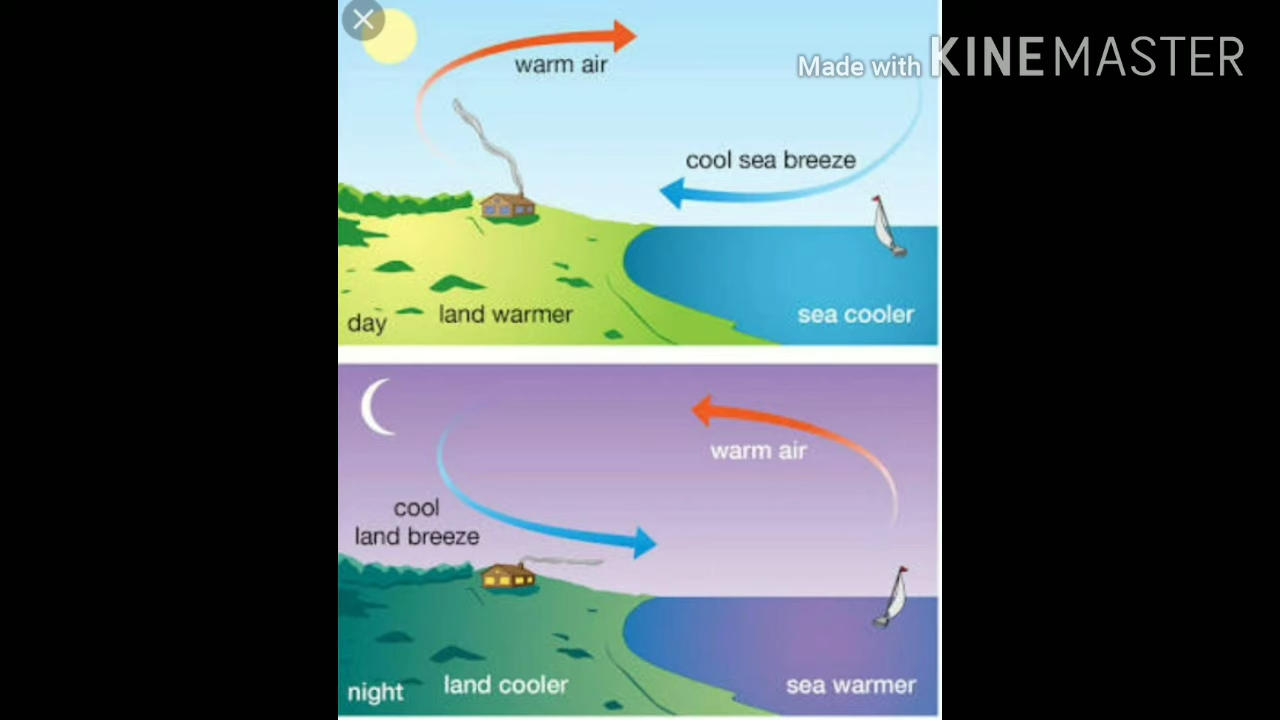 Made with KINEMASTER
warm air
cool sea breeze
land warmer
sea cooler
day
warm air
cool
land breeze
land cooler
sea warmer
night